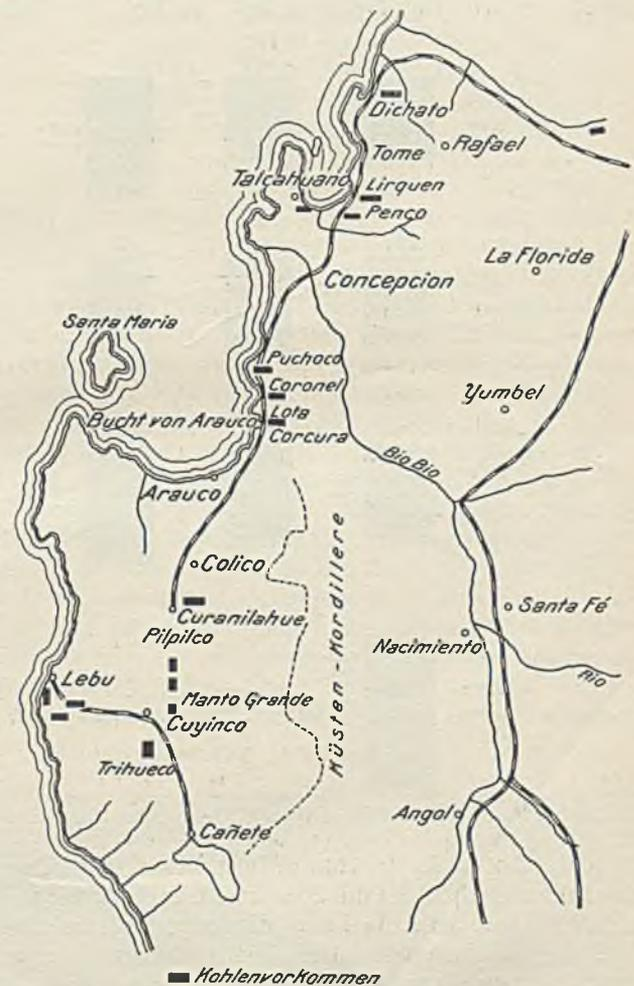 Dichato
Rafael
Tome
Talcahuano
Lirquen
Penco
La Florida
Concepcion
Santa Maria
Puchoco
Coronel
Yumbel
Lota
Bucht von Arauco
Corcura
Bio Bio
Arauco
Küsten-Kordillere
Colico
Santa Fé
Curanilahue
Pilpilco
Nacimiento
Rio
Lebu
Manto Grande
Cuyinco
Trihueco
Angol
Cañete
Kohlenvorkommen